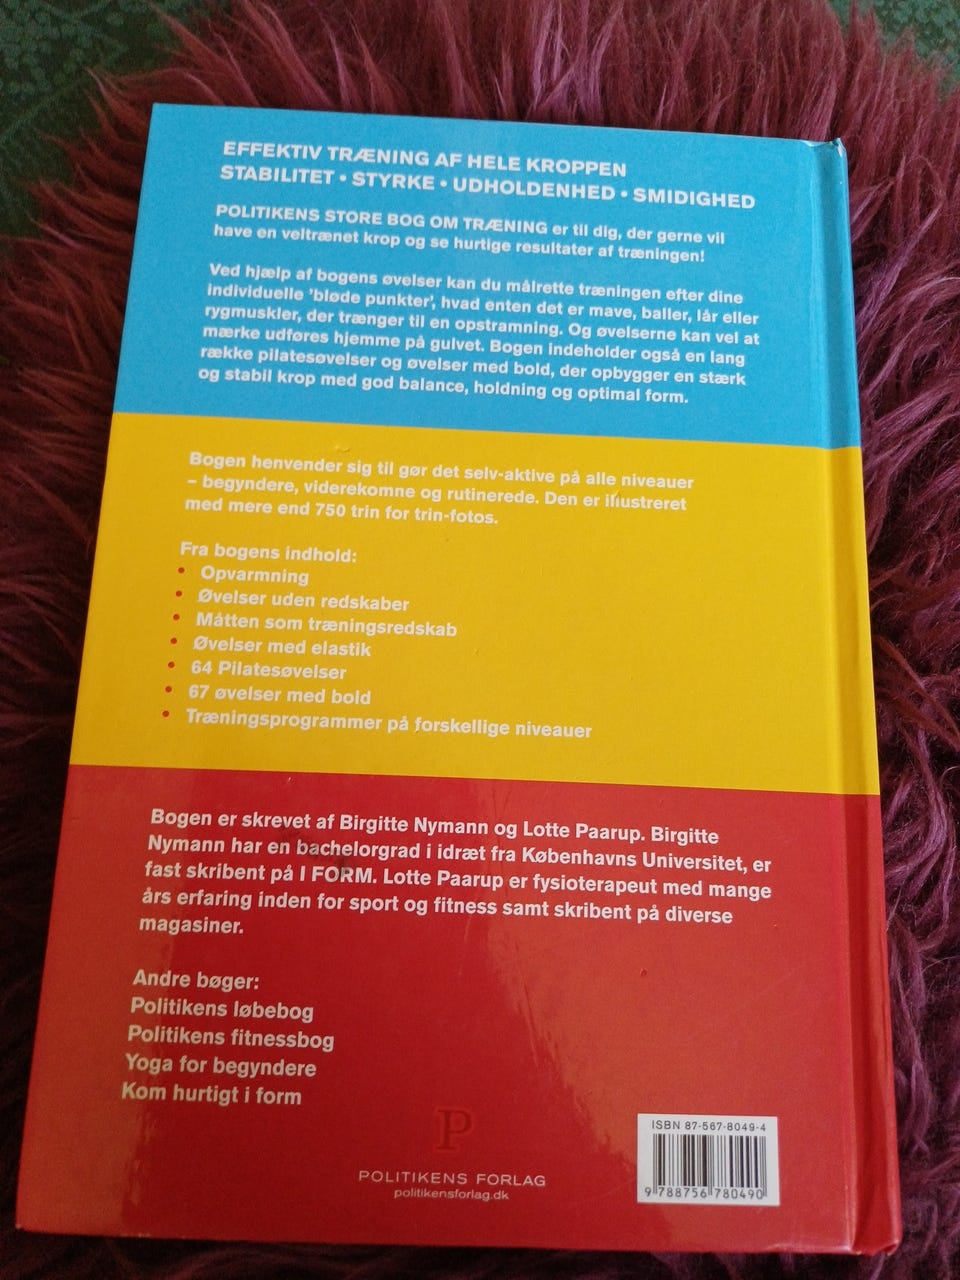 EFFEKTIV TRÆNING AF HELE KROPPEN
STABILITET • STYRKE • UDHOLDENHED • SMIDIGHED
POLITIKENS STORE BOG OM TRÆNING er til dig, der gerne vil
have en veltrænet krop og se hurtige resultater af træningen!
Ved hjælp af bogens øvelser kan du målrette træningen efter dine
individuelle 'bløde punkter', hvad enten det er mave, baller, lår eller
rygmuskler, der trænger til en opstramning. Og øvelserne kan vel at
mærke udføres hjemme på gulvet. Bogen indeholder også en lang
række pilatesøvelser og øvelser med bold, der opbygger en stærk
og stabil krop med god balance, holdning og optimal form.
Bogen henvender sig til gør det selv-aktive på alle niveauer
– begyndere, viderekomne og rutinerede. Den er illustreret
med mere end 750 trin for trin-fotos.
Fra bogens indhold:
• Opvarmning
• Øvelser uden redskaber
• Måtten som træningsredskab
• Øvelser med elastik
• 64 Pilatesøvelser
• 67 øvelser med bold
• Træningsprogrammer på forskellige niveauer
Bogen er skrevet af Birgitte Nymann og Lotte Paarup. Birgitte
Nymann har en bachelorgrad i idræt fra Københavns Universitet, er
fast skribent på I FORM. Lotte Paarup er fysioterapeut med mange
års erfaring inden for sport og fitness samt skribent på diverse
magasiner.
Andre bøger:
Politikens løbebog
Politikens fitnessbog
Yoga for begyndere
Kom hurtigt i form
P
POLITIKENS FORLAG
politikensforlag.dk
ISBN 87-567-8049-4
9 788756 780490